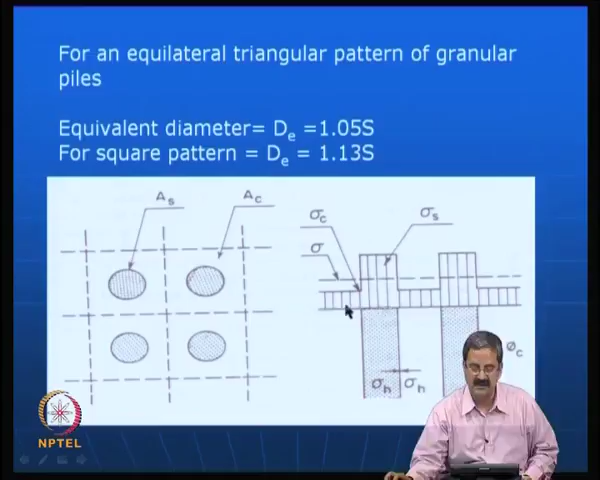 For an equilateral triangular pattern of granular
piles
Equivalent diameter= De =1.05S
For square pattern = De = 1.13S
As
Ac
σc
σs
σ
øc
σh
σh
NPTEL